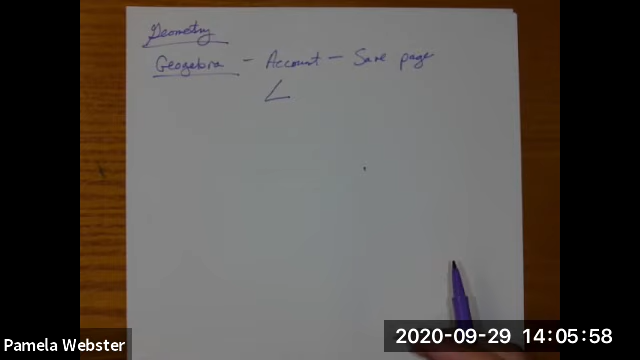 Geometry
Geogebra - Account - Save page
Pamela Webster
2020-09-29 14:05:58